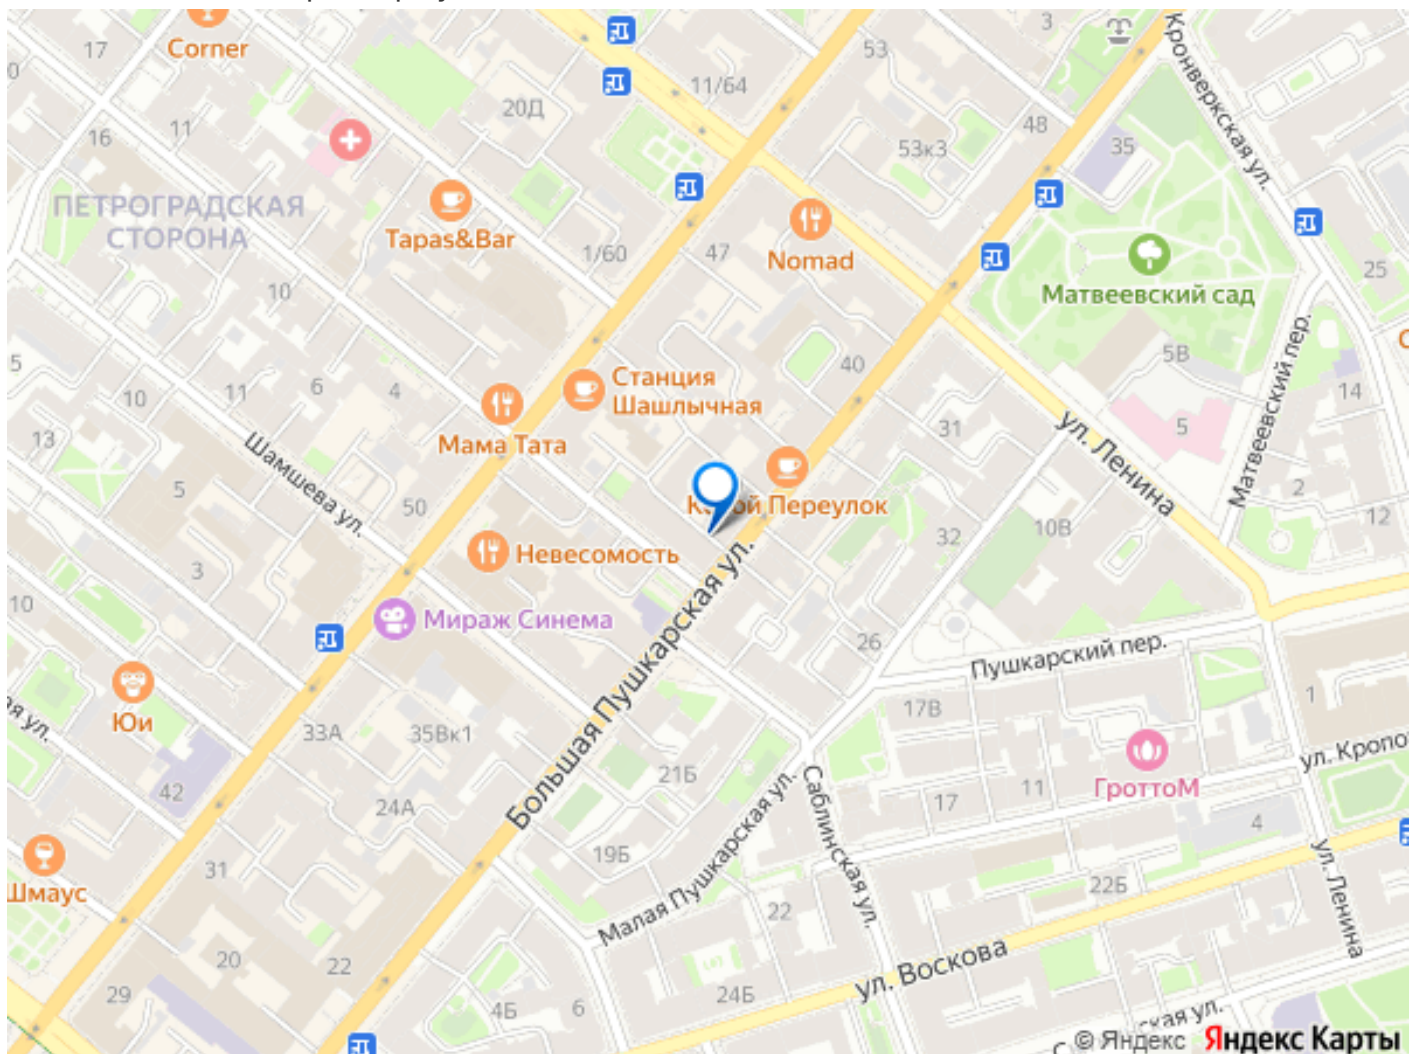 Corner
17
53
3
Кронверкская ул.
11/64
20Д
48
16
11
53к3
35
ПЕТРОГРАДСКАЯ
СТОРОНА
Tapas&Bar
1/60
47
Nomad
25
10
Матвеевский сад
5
10
11
6
4
Станция
Шашлычная
40
5В
14
Матвеевский пер.
13
Шамшева ул.
Мама Тата
31
5
ул. Ленина
5
2
50
Переулок
10В
12
3
Невесомость
32
10
Мираж Синема
Большая Пушкарская ул.
26
Пушкарский пер.
Юи
33А
35Вк1
17В
1
42
24А
21Б
Малая Пушкарская ул.
Саблинская ул.
17
11
ГроттоМ
ул. Кропо
4
ул. Ленина
Шмаус
31
19Б
22
22Б
ул. Воскова
20
22
29
4Б
6
24Б
ская ул.
© Яндекс Яндекс Карты